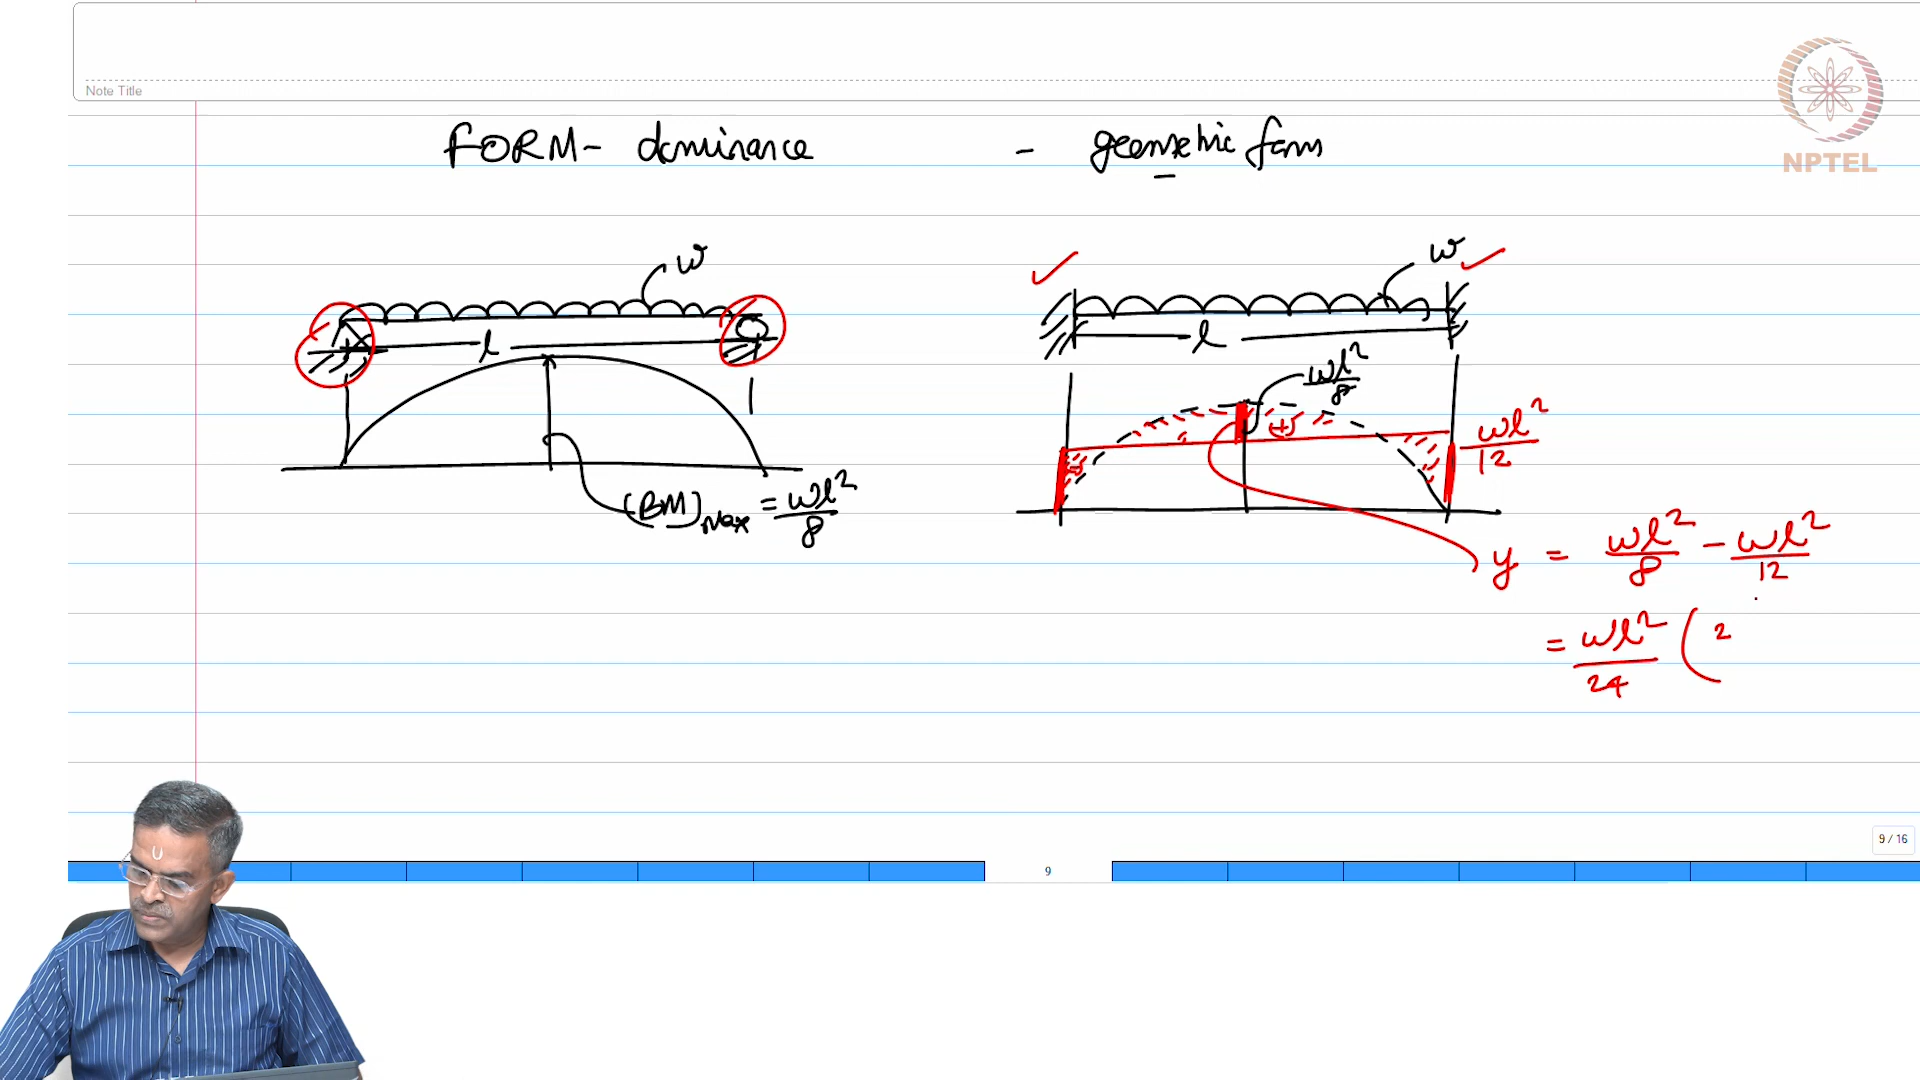 Note Title
NPTEL
FORM- dominance - geometric form
w
l
(BM)Max = wl²/8
w
l
wl²/8
(+)
wl²/12
y = wl²/8 - wl²/12
= wl²/24 ( 2
9 / 16
9